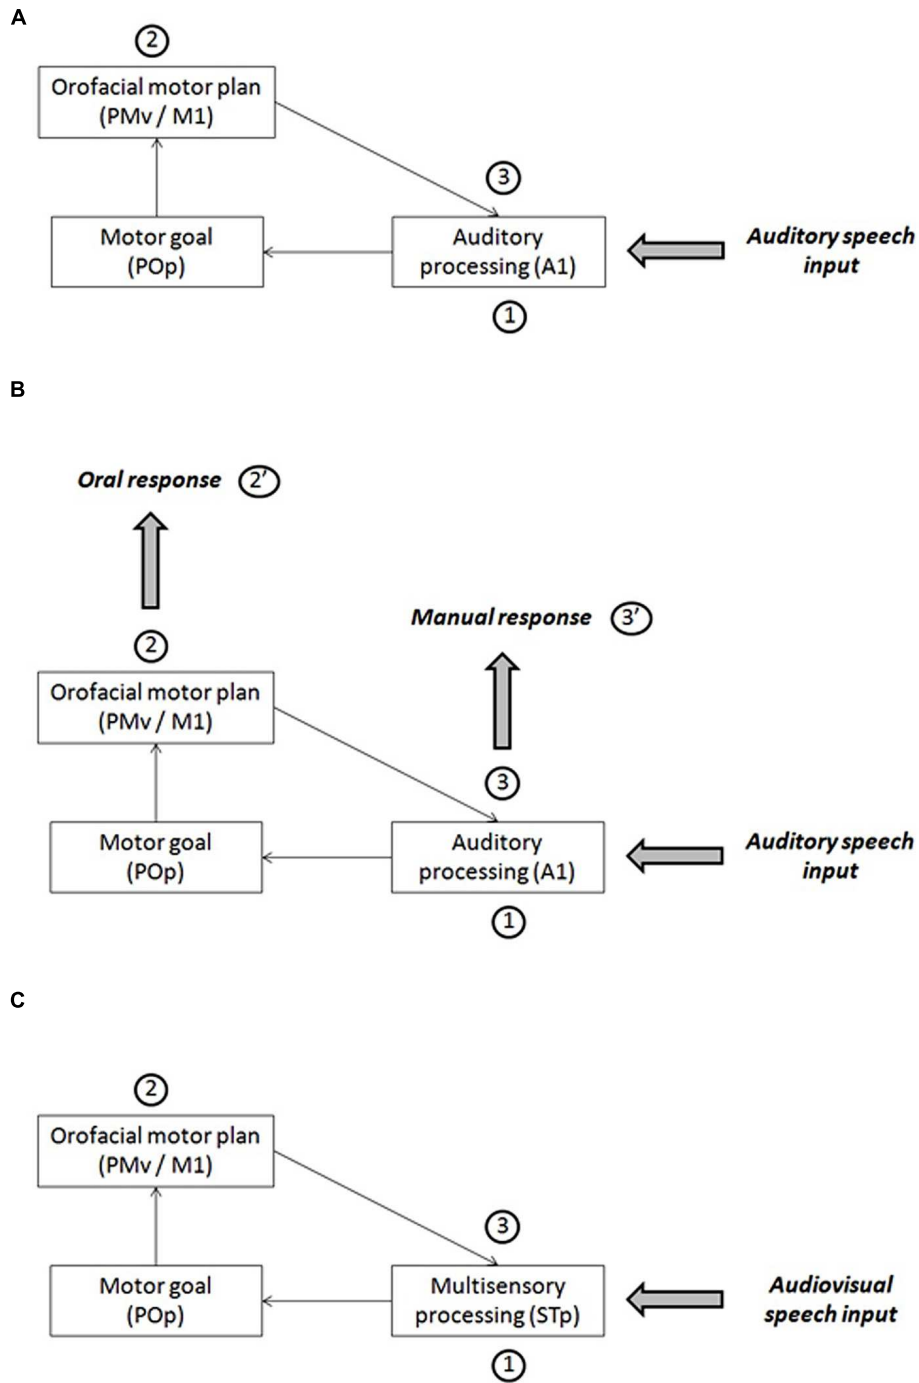 A
2
Orofacial motor plan
(PMv / M1)
3
Motor goal
(POp)
Auditory
processing (A1)
Auditory speech
input
1
B
Oral response 2’
Manual response 3’
2
Orofacial motor plan
(PMv / M1)
3
Motor goal
(POp)
Auditory
processing (A1)
Auditory speech
input
1
C
2
Orofacial motor plan
(PMv / M1)
3
Motor goal
(POp)
Multisensory
processing (STp)
Audiovisual
speech input
1